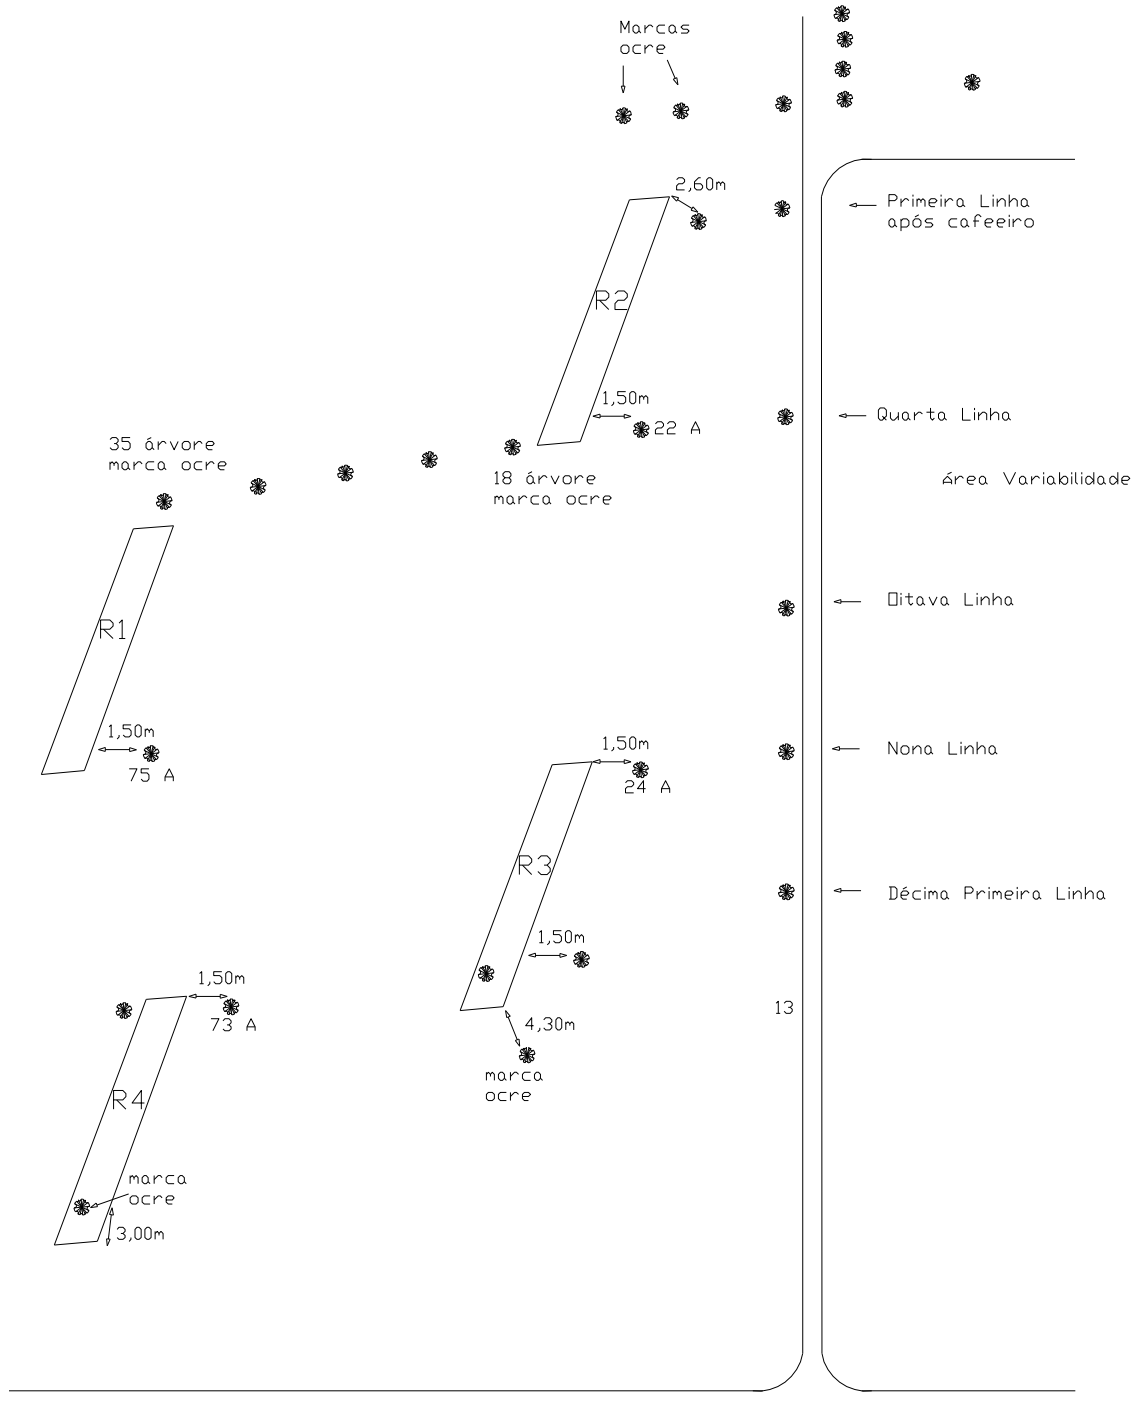 Marcas
ocre
2,60m
Primeira Linha
após cafeeiro
R2
1,50m
22 A
Quarta Linha
35 árvore
marca ocre
18 árvore
marca ocre
área Variabilidade
R1
Oitava Linha
1,50m
75 A
1,50m
24 A
Nona Linha
R3
Décima Primeira Linha
1,50m
1,50m
73 A
13
4,30m
marca
ocre
R4
marca
ocre
3,00m